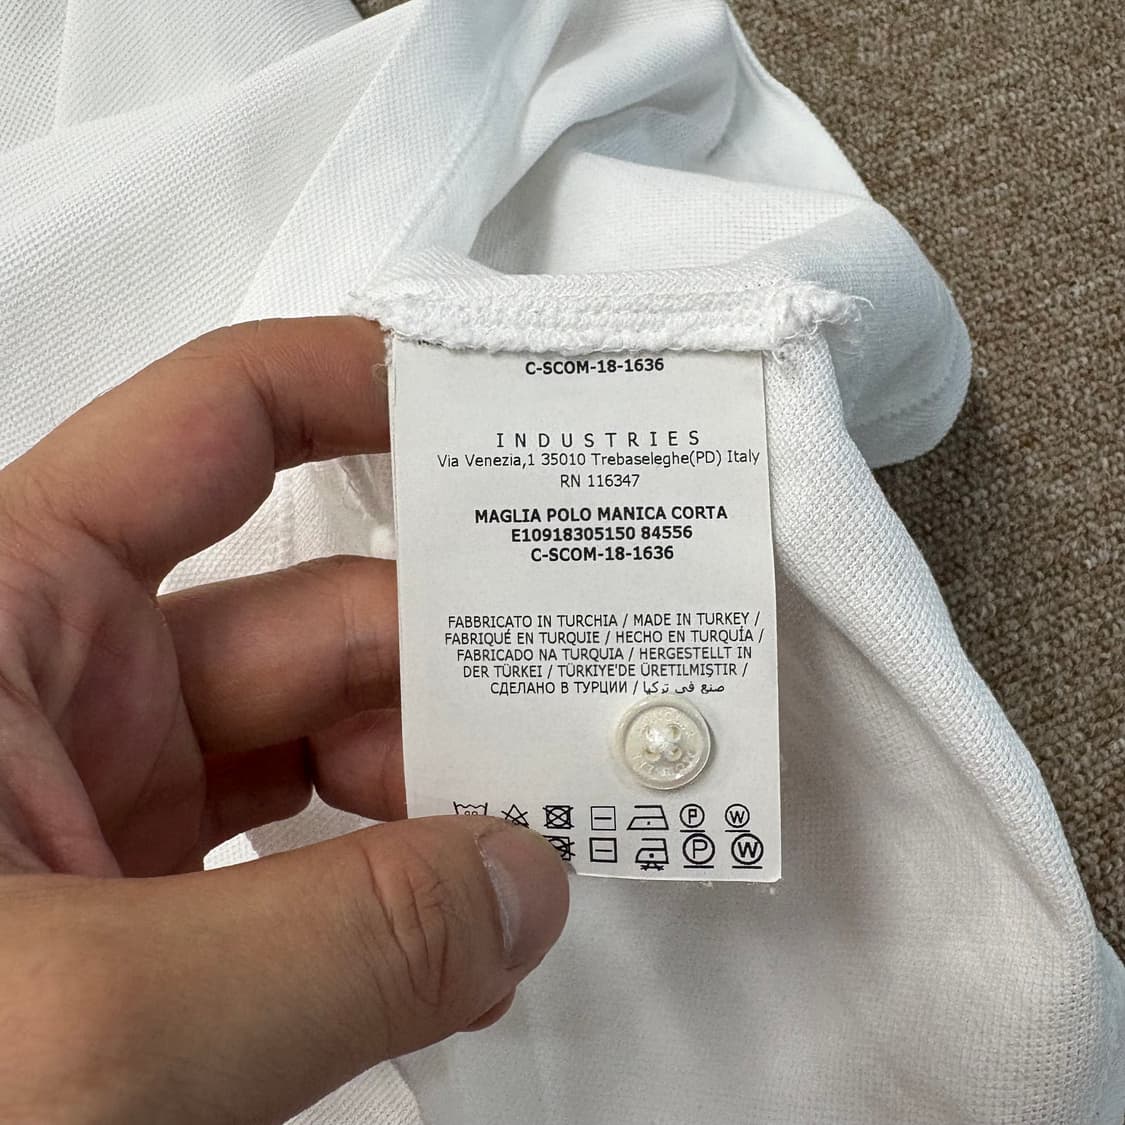 C-SCOM-18-1636
INDUSTRIES
Via Venezia,1 35010 Trebaseleghe(PD) Italy
RN 116347
MAGLIA POLO MANICA CORTA
E10918305150 84556
C-SCOM-18-1636
FABBRICATO IN TURCHIA / MADE IN TURKEY /
FABRIQUÉ EN TURQUIE / HECHO EN TURQUÍA /
FABRICADO NA TURQUIA / HERGESTELLT IN
DER TÜRKEI / TÜRKIYE'DE ÜRETILMIŞTIR /
СДЕЛАНО В ТУРЦИИ / صنع في تركيا
P W
P W